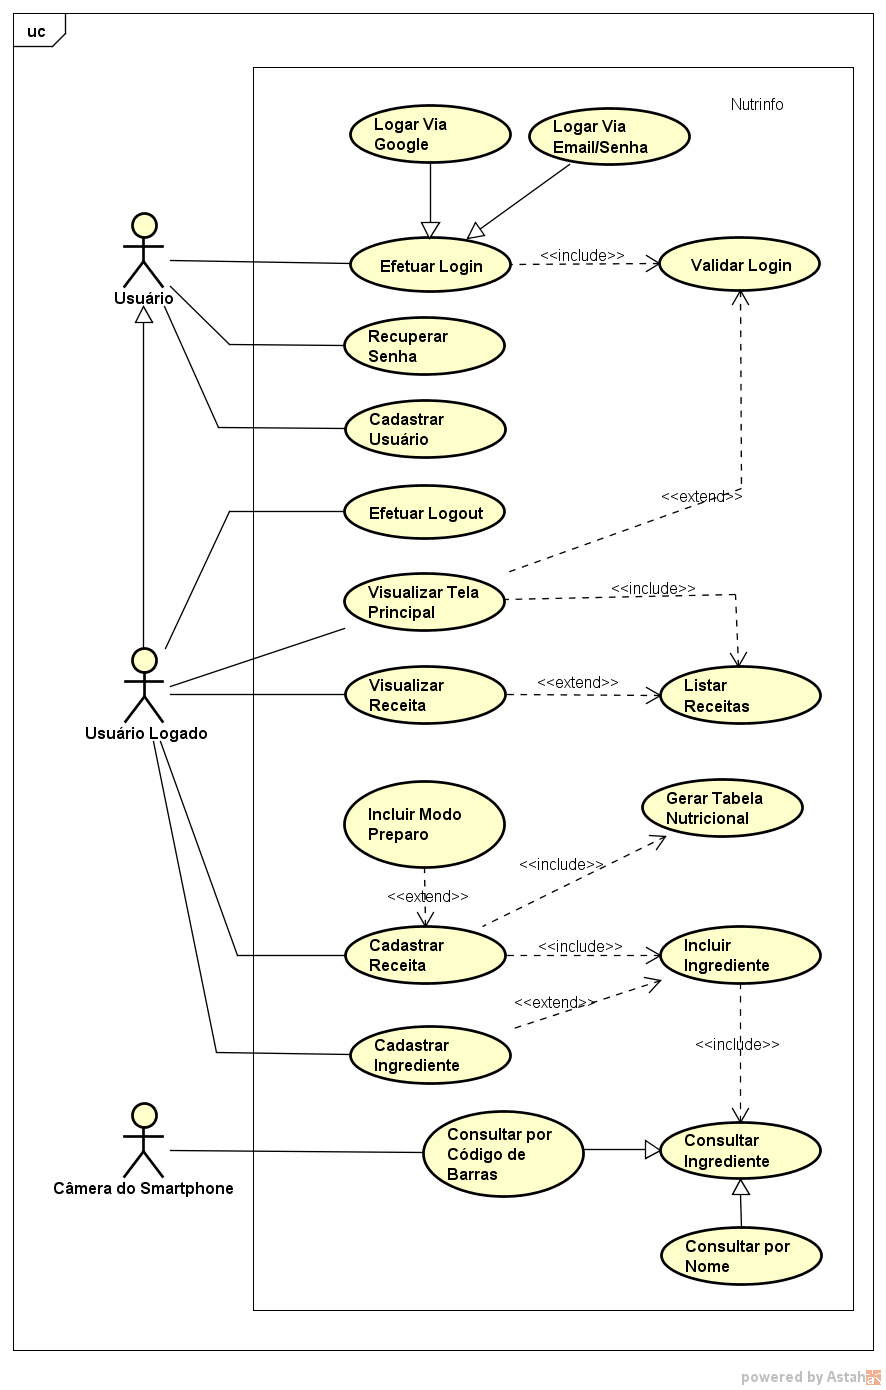 uc
Nutrinfo
Logar Via
Google
Logar Via
Email/Senha
Usuário
Efetuar Login
<<include>>
Validar Login
Recuperar
Senha
Cadastrar
Usuário
Efetuar Logout
<<extend>>
Visualizar Tela
Principal
<<include>>
Usuário Logado
Visualizar
Receita
<<extend>>
Listar
Receitas
Incluir Modo
Preparo
Gerar Tabela
Nutricional
<<extend>>
<<include>>
Cadastrar
Receita
<<include>>
Incluir
Ingrediente
<<extend>>
Cadastrar
Ingrediente
<<include>>
Câmera do Smartphone
Consultar por
Código de
Barras
Consultar
Ingrediente
Consultar por
Nome
powered by Astah